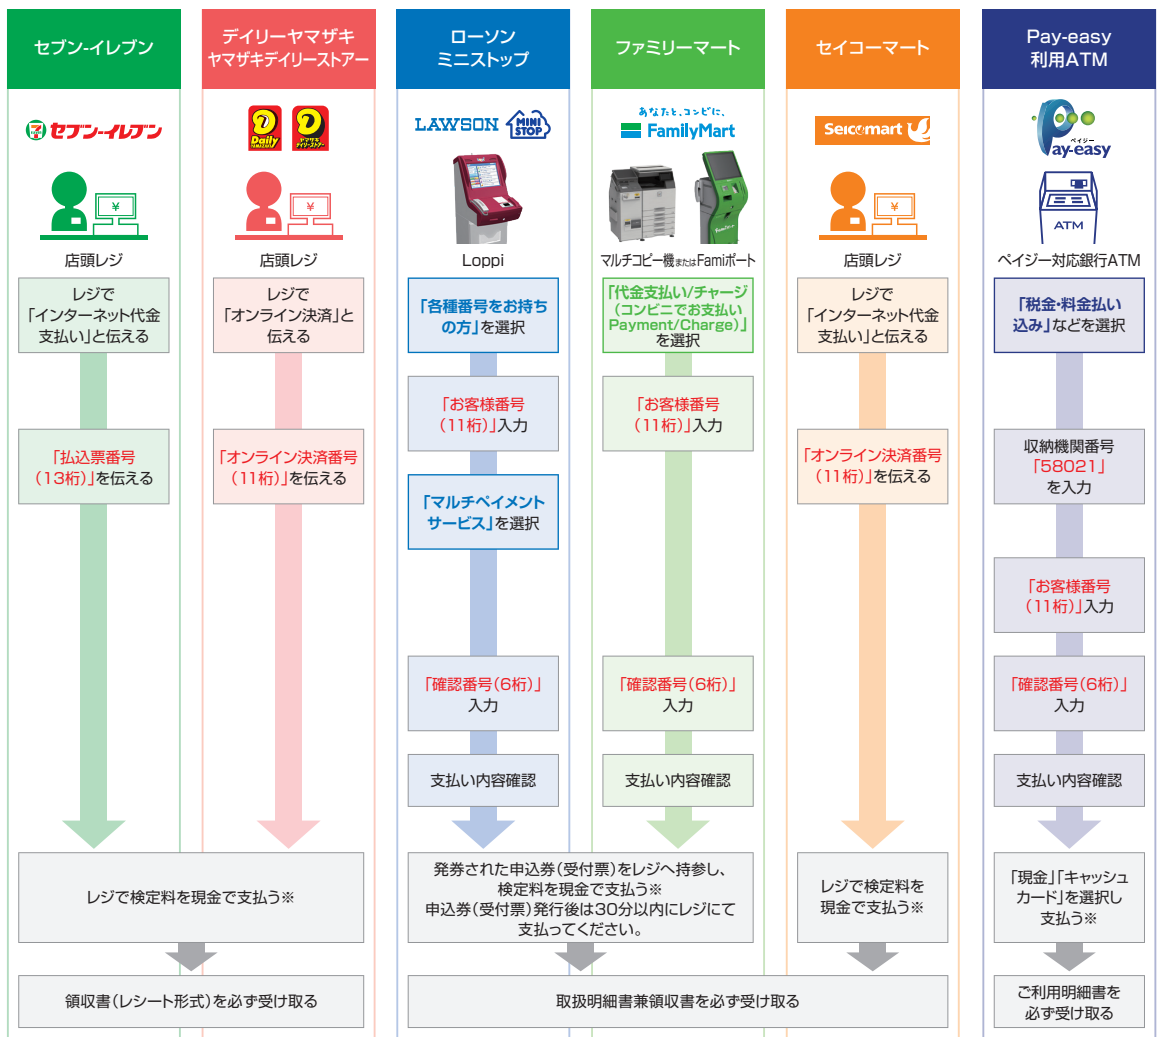 セブン-イレブン
セブン-イレブン
店頭レジ
レジで
「インターネット代金
支払い」と伝える
「払込票番号
(13桁)」を伝える
デイリーヤマザキ
ヤマザキデイリーストアー
Daily
YAMAZAKI
ヤマザキ
デイリーストアー
店頭レジ
レジで
「オンライン決済」と
伝える
「オンライン決済番号
(11桁)」を伝える
レジで検定料を現金で支払う※
領収書(レシート形式)を必ず受け取る
ローソン
ミニストップ
LAWSON
MINI
STOP
Loppi
「各種番号をお持ち
の方」を選択
「お客様番号
(11桁)」入力
「マルチペイメント
サービス」を選択
「確認番号(6桁)」
入力
支払い内容確認
ファミリーマート
あなたと、コンビに、
FamilyMart
マルチコピー機またはFamiポート
「代金支払い/チャージ
(コンビニでお支払い
Payment/Charge)」
を選択
「お客様番号
(11桁)」入力
「確認番号(6桁)」
入力
支払い内容確認
発券された申込券(受付票)をレジへ持参し、
検定料を現金で支払う※
申込券(受付票)発行後は30分以内にレジにて
支払ってください。
セイコーマート
Seicomart
¥
店頭レジ
レジで
「インターネット代金
支払い」と伝える
「オンライン決済番号
(11桁)」を伝える
レジで検定料を
現金で支払う※
取扱明細書兼領収書を必ず受け取る
Pay-easy
利用ATM
ペイジー
Pay-easy
ATM
ペイジー対応銀行ATM
「税金・料金払い
込み」などを選択
収納機関番号
「58021」
を入力
「お客様番号
(11桁)」入力
「確認番号(6桁)」
入力
支払い内容確認
「現金」「キャッシュ
カード」を選択し
支払う※
ご利用明細書を
必ず受け取る